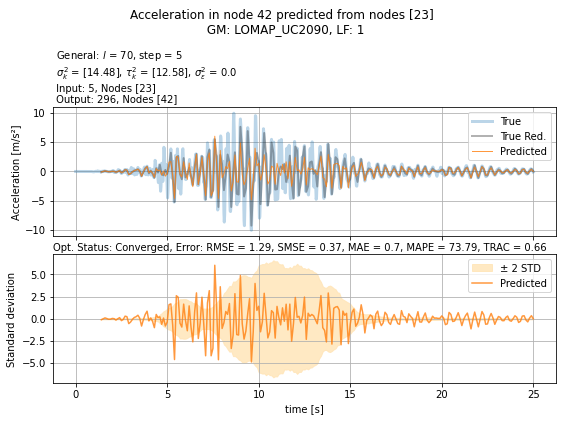 Acceleration in node 42 predicted from nodes [23]
GM: LOMAP_UC2090, LF: 1
General: l = 70, step = 5
σ²ₖ = [14.48], τ²ₖ = [12.58], σ²ε = 0.0
Input: 5, Nodes [23]
Output: 296, Nodes [42]
Acceleration [m/s²]
10
5
0
−5
−10
True
True Red.
Predicted
Opt. Status: Converged, Error: RMSE = 1.29, SMSE = 0.37, MAE = 0.7, MAPE = 73.79, TRAC = 0.66
Standard deviation
5.0
2.5
0.0
−2.5
−5.0
± 2 STD
Predicted
0 5 10 15 20 25
time [s]